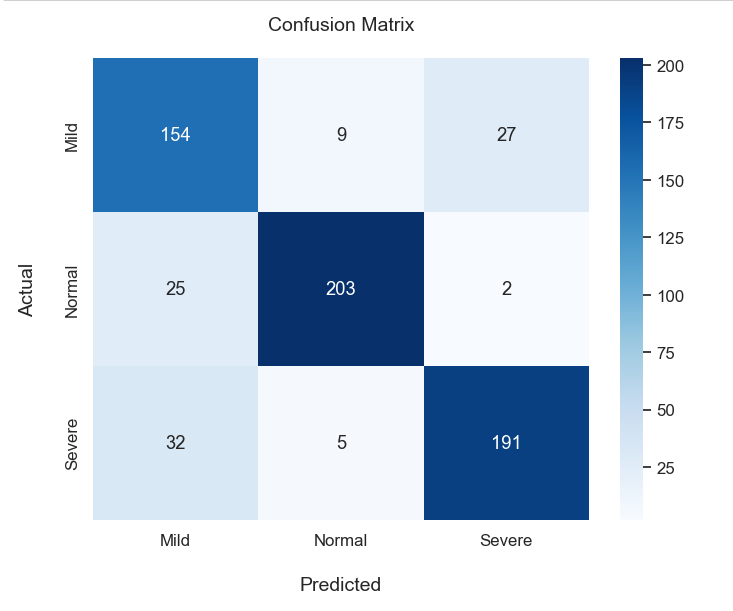 Confusion Matrix
Actual
Mild
154
9
27
Normal
25
203
2
Severe
32
5
191
Mild
Normal
Severe
Predicted
200
175
150
125
100
75
50
25